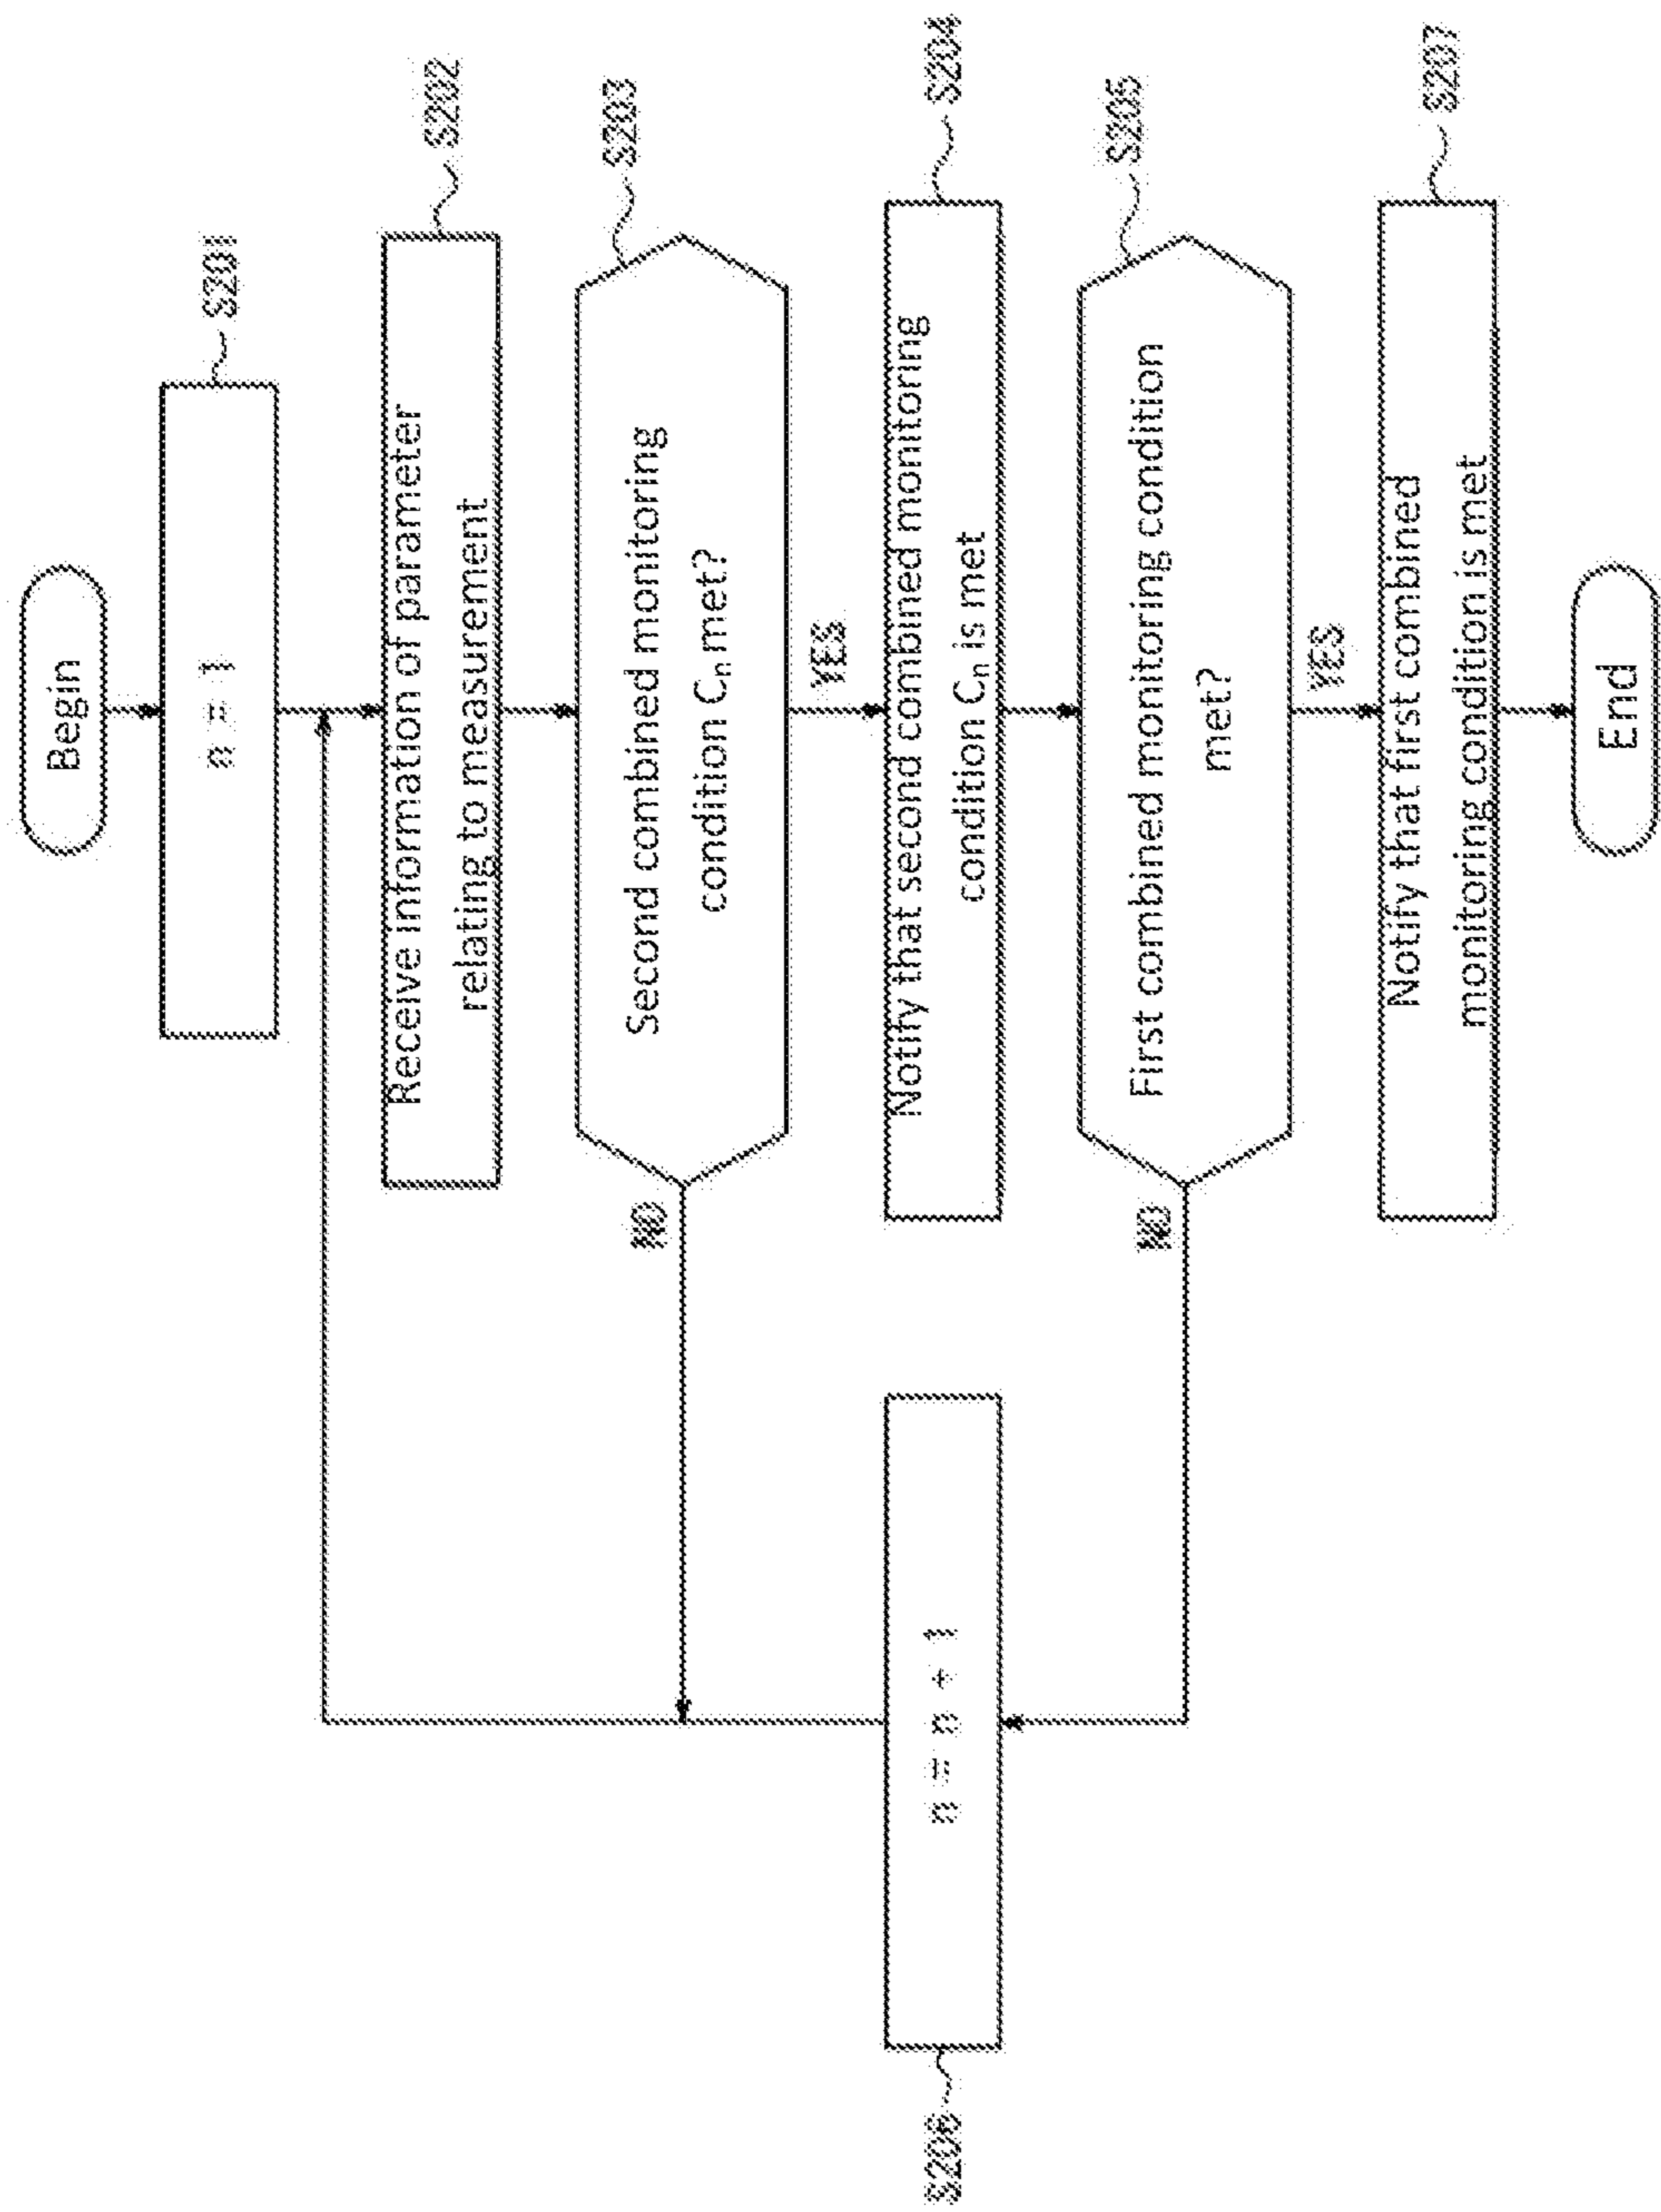 Begin
n = 1
S201
Receive information of parameter
relating to measurement
S202
Second combined monitoring
condition Cn met?
S203
NO
YES
Notify that second combined monitoring
condition Cn is met
S204
First combined monitoring condition
met?
S205
NO
YES
n = n + 1
S206
Notify that first combined
monitoring condition is met
S207
End